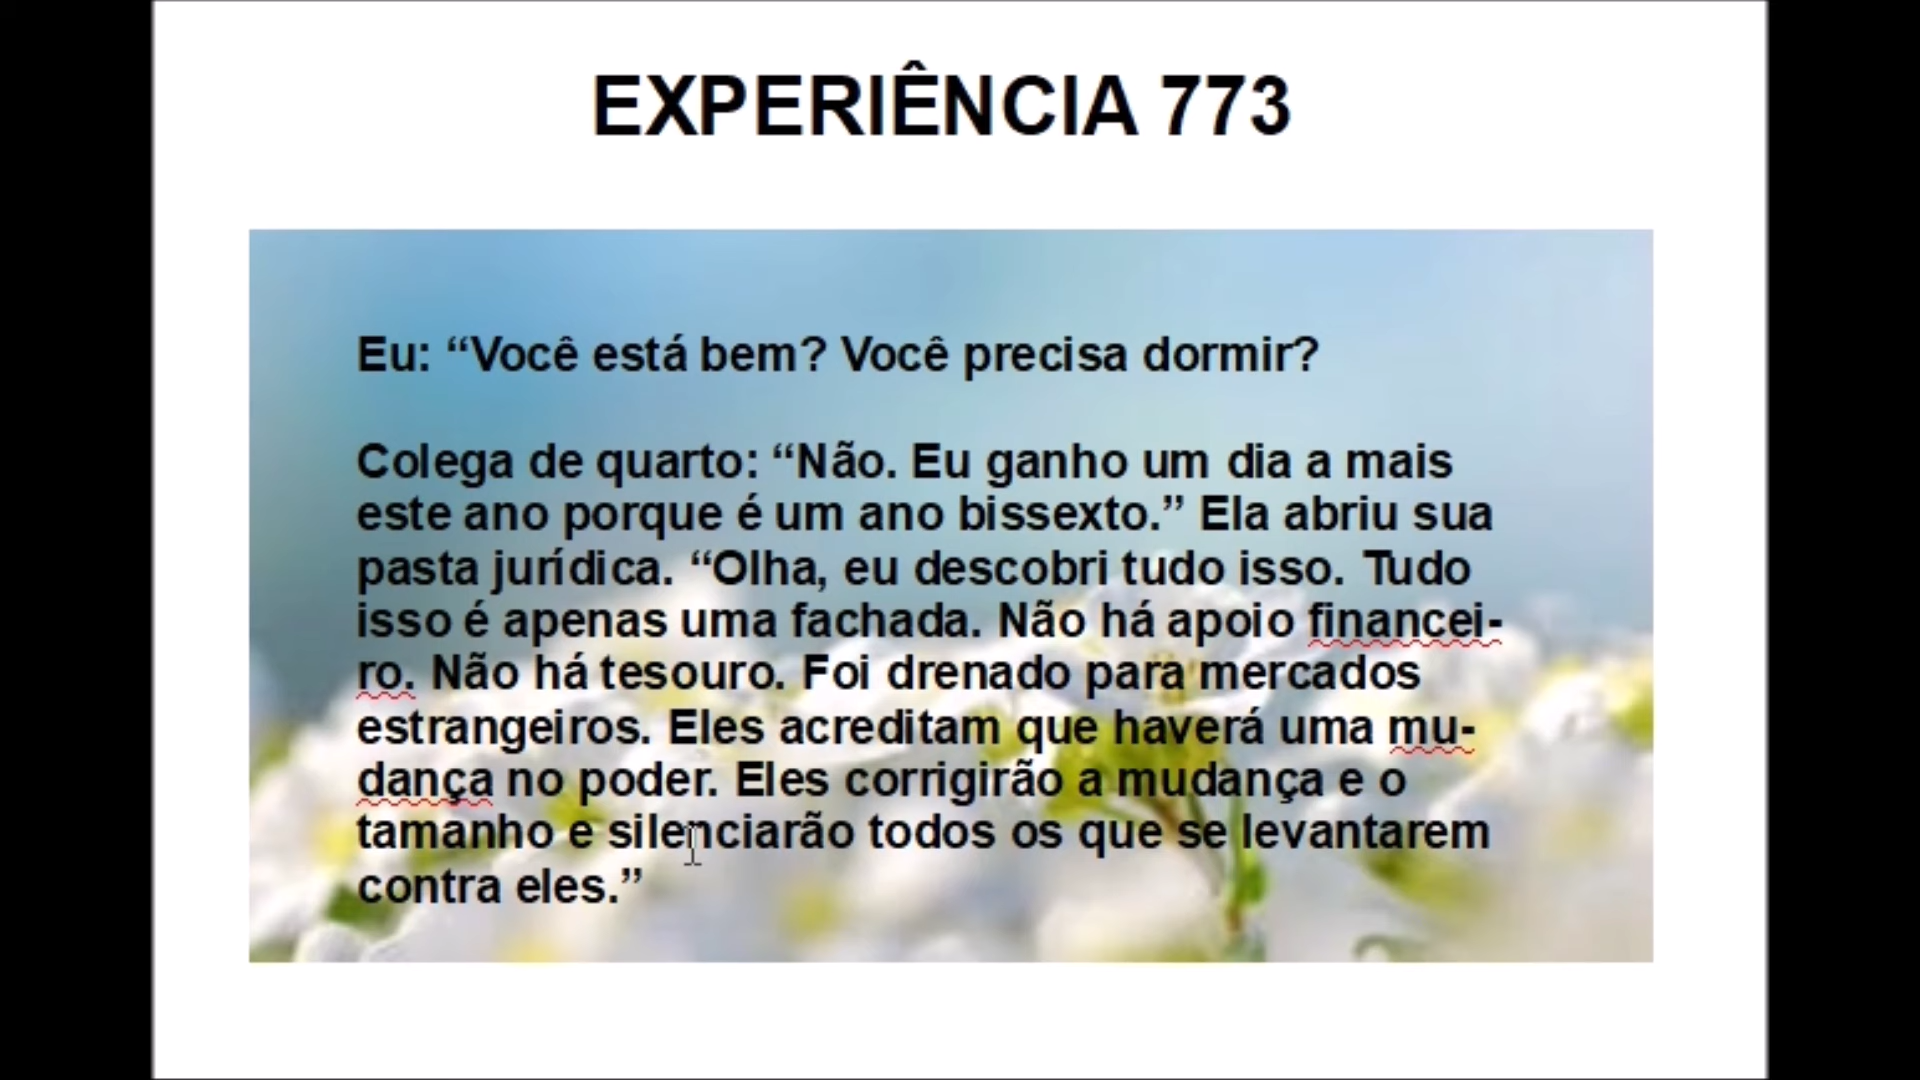 EXPERIÊNCIA 773
Eu: “Você está bem? Você precisa dormir?
Colega de quarto: “Não. Eu ganho um dia a mais
este ano porque é um ano bissexto.” Ela abriu sua
pasta jurídica. “Olha, eu descobri tudo isso. Tudo
isso é apenas uma fachada. Não há apoio financei-
ro. Não há tesouro. Foi drenado para mercados
estrangeiros. Eles acreditam que haverá uma mu-
dança no poder. Eles corrigirão a mudança e o
tamanho e silenciarão todos os que se levantarem
contra eles.”